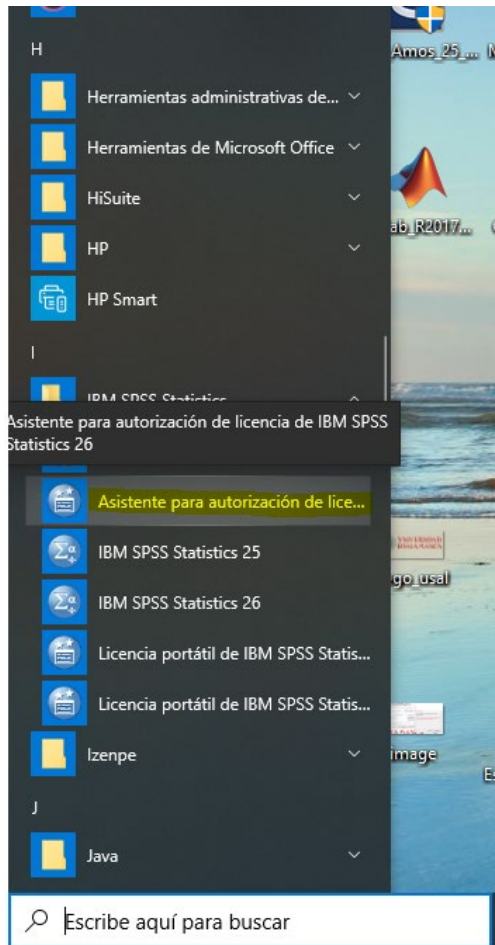 H
Amos_25_...
Herramientas administrativas de...
Herramientas de Microsoft Office
HiSuite
ab_R2017...
HP
HP Smart
I
IBM SPSS Statistics
Asistente para autorización de licencia de IBM SPSS
Statistics 26
Asistente para autorización de lice...
IBM SPSS Statistics 25
go_usal
IBM SPSS Statistics 26
Licencia portátil de IBM SPSS Statis...
Licencia portátil de IBM SPSS Statis...
Izenpe
image
J
Java
Escribe aquí para buscar